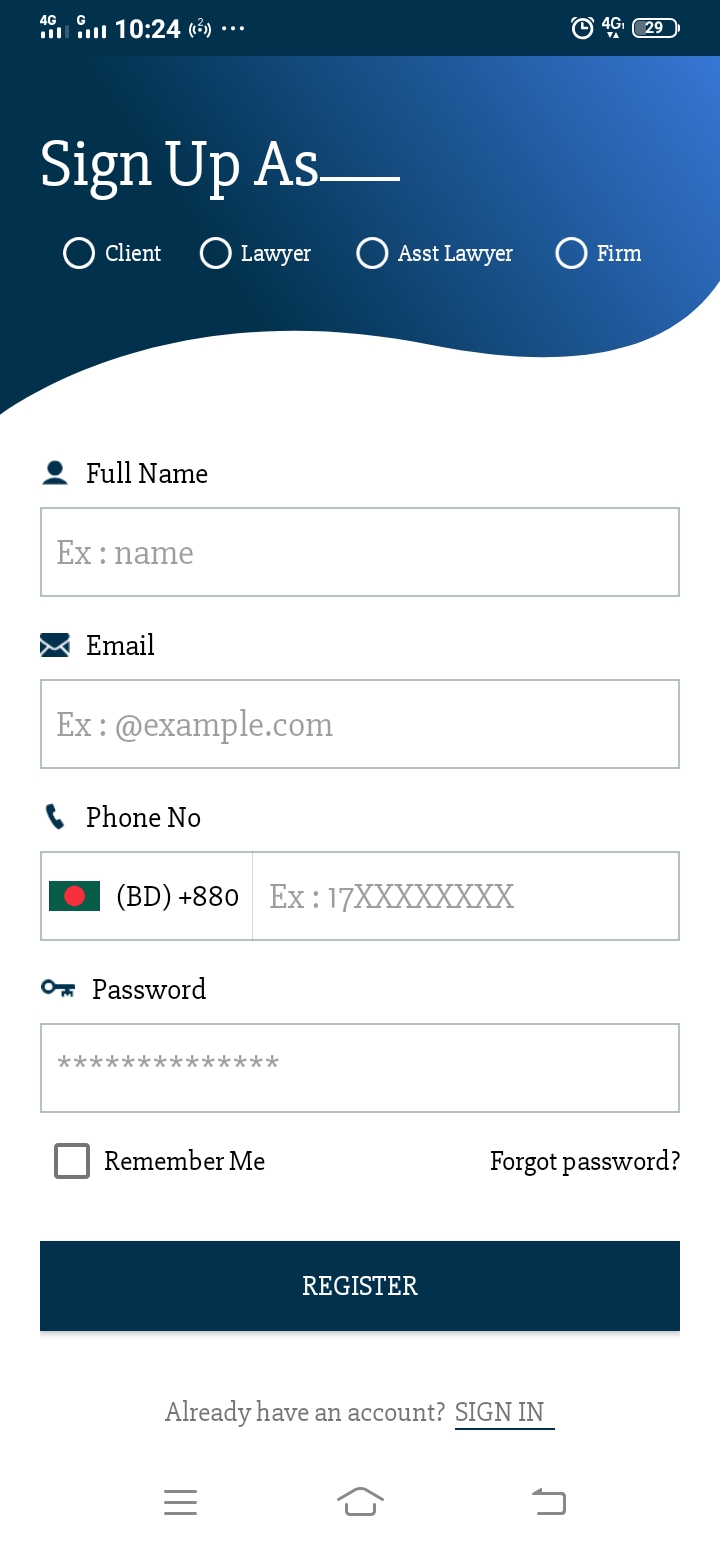 4G G 10:24 2 ... 4G 29
Sign Up As
Client Lawyer Asst Lawyer Firm
Full Name
Ex : name
Email
Ex : @example.com
Phone No
(BD) +880 Ex : 17XXXXXXXX
Password
**************
Remember Me Forgot password?
REGISTER
Already have an account? SIGN IN